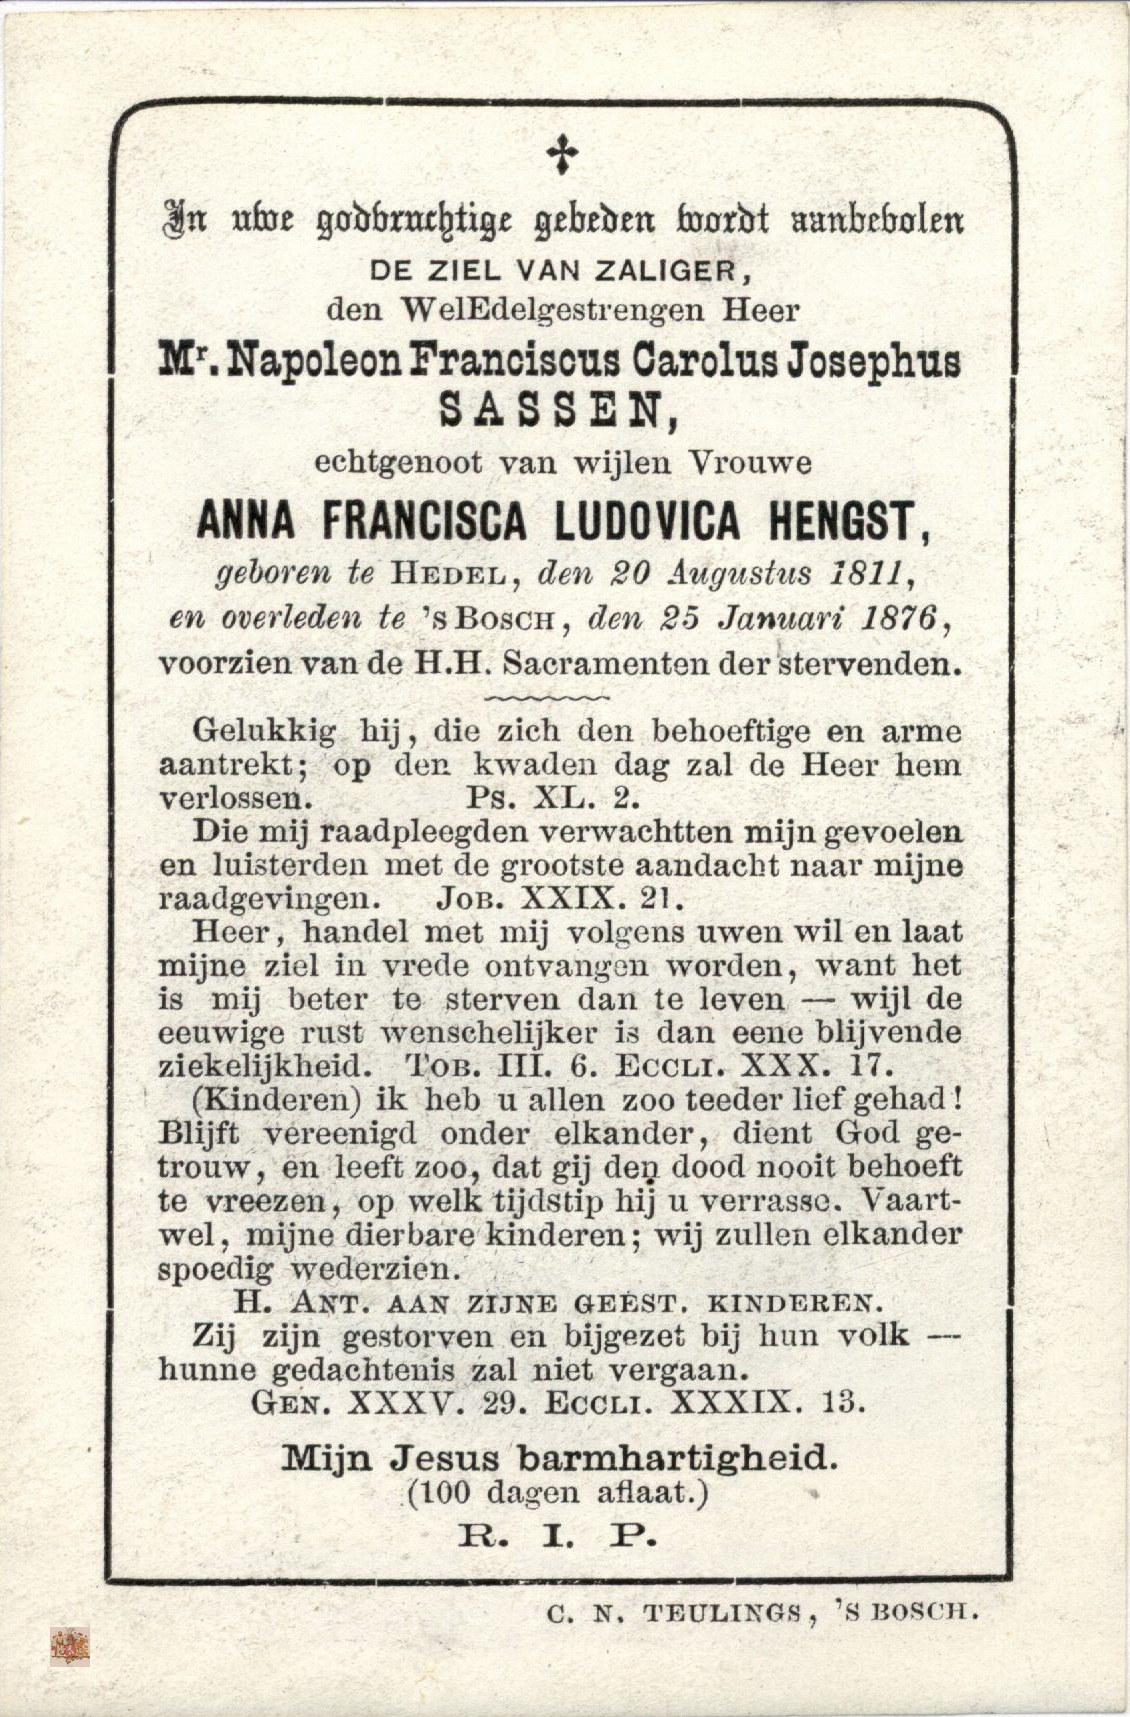 In uwe godvruchtige gebeden wordt aanbevolen
DE ZIEL VAN ZALIGER,
den WelEdelgestrengen Heer
Mr. Napoleon Franciscus Carolus Josephus
SASSEN,
echtgenoot van wijlen Vrouwe
ANNA FRANCISCA LUDOVICA HENGST,
geboren te HEDEL, den 20 Augustus 1811,
en overleden te 'sBOSCH, den 25 Januari 1876,
voorzien van de H.H. Sacramenten der stervenden.
Gelukkig hij, die zich den behoeftige en arme
aantrekt; op den kwaden dag zal de Heer hem
verlossen. Ps. XL. 2.
Die mij raadpleegden verwachtten mijn gevoelen
en luisterden met de grootste aandacht naar mijne
raadgevingen. JOB. XXIX. 21.
Heer, handel met mij volgens uwen wil en laat
mijne ziel in vrede ontvangen worden, want het
is mij beter te sterven dan te leven — wijl de
eeuwige rust wenschelijker is dan eene blijvende
ziekelijkheid. TOB. III. 6. ECCLI. XXX. 17.
(Kinderen) ik heb u allen zoo teeder lief gehad!
Blijft vereenigd onder elkander, dient God ge-
trouw, en leeft zoo, dat gij den dood nooit behoeft
te vreezen, op welk tijdstip hij u verrasse. Vaart-
wel, mijne dierbare kinderen; wij zullen elkander
spoedig wederzien.
H. ANT. AAN ZIJNE GEEST. KINDEREN.
Zij zijn gestorven en bijgezet bij hun volk —
hunne gedachtenis zal niet vergaan.
GEN. XXXV. 29. ECCLI. XXXIX. 13.
Mijn Jesus barmhartigheid.
(100 dagen aflaat.)
R. I. P.
C. N. TEULINGS, 'S BOSCH.